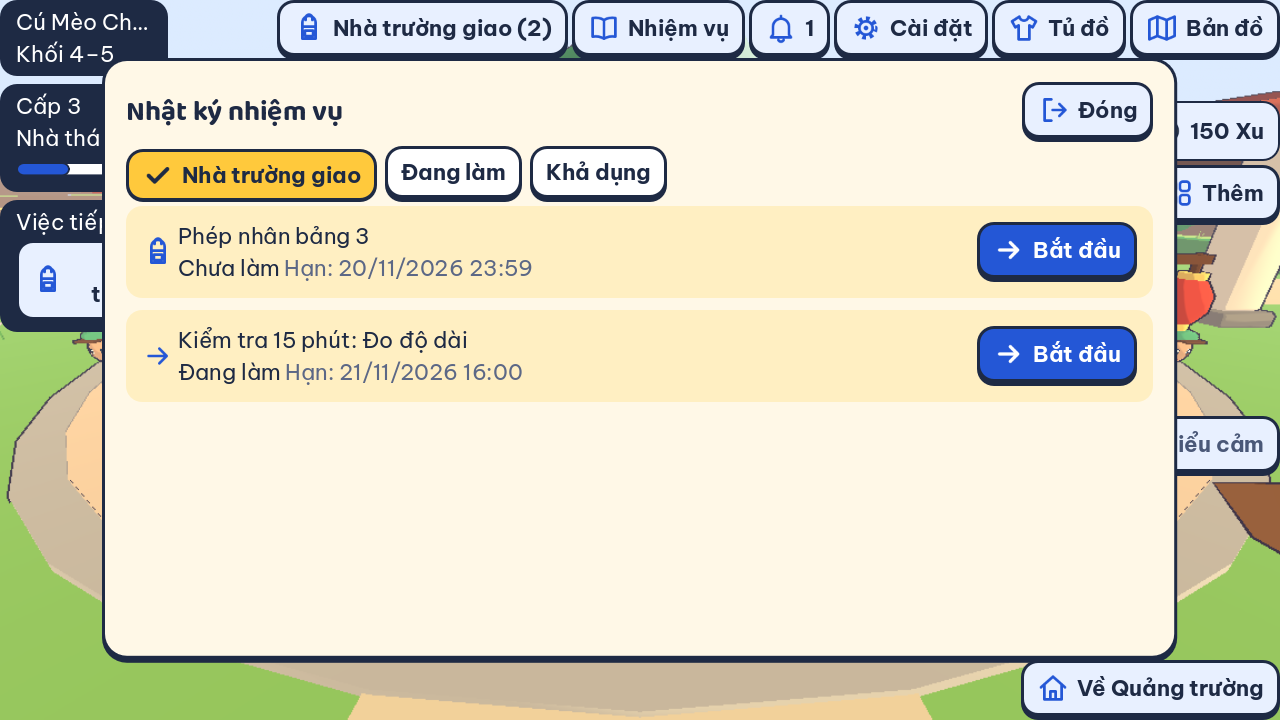 Cú Mèo Ch...
Khối 4–5
Nhà trường giao (2)
Nhiệm vụ
1
Cài đặt
Tủ đồ
Bản đồ
Cấp 3
Nhà thá
Việc tiếp
150 Xu
Thêm
Nhật ký nhiệm vụ
Đóng
Nhà trường giao
Đang làm
Khả dụng
Phép nhân bảng 3
Chưa làm Hạn: 20/11/2026 23:59
Bắt đầu
Kiểm tra 15 phút: Đo độ dài
Đang làm Hạn: 21/11/2026 16:00
Bắt đầu
iểu cảm
Về Quảng trường